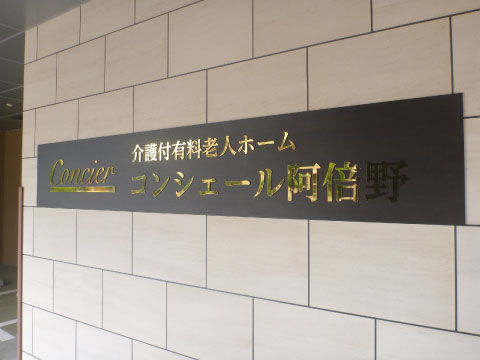 Concier
介護付有料老人ホーム
コンシェール阿倍野